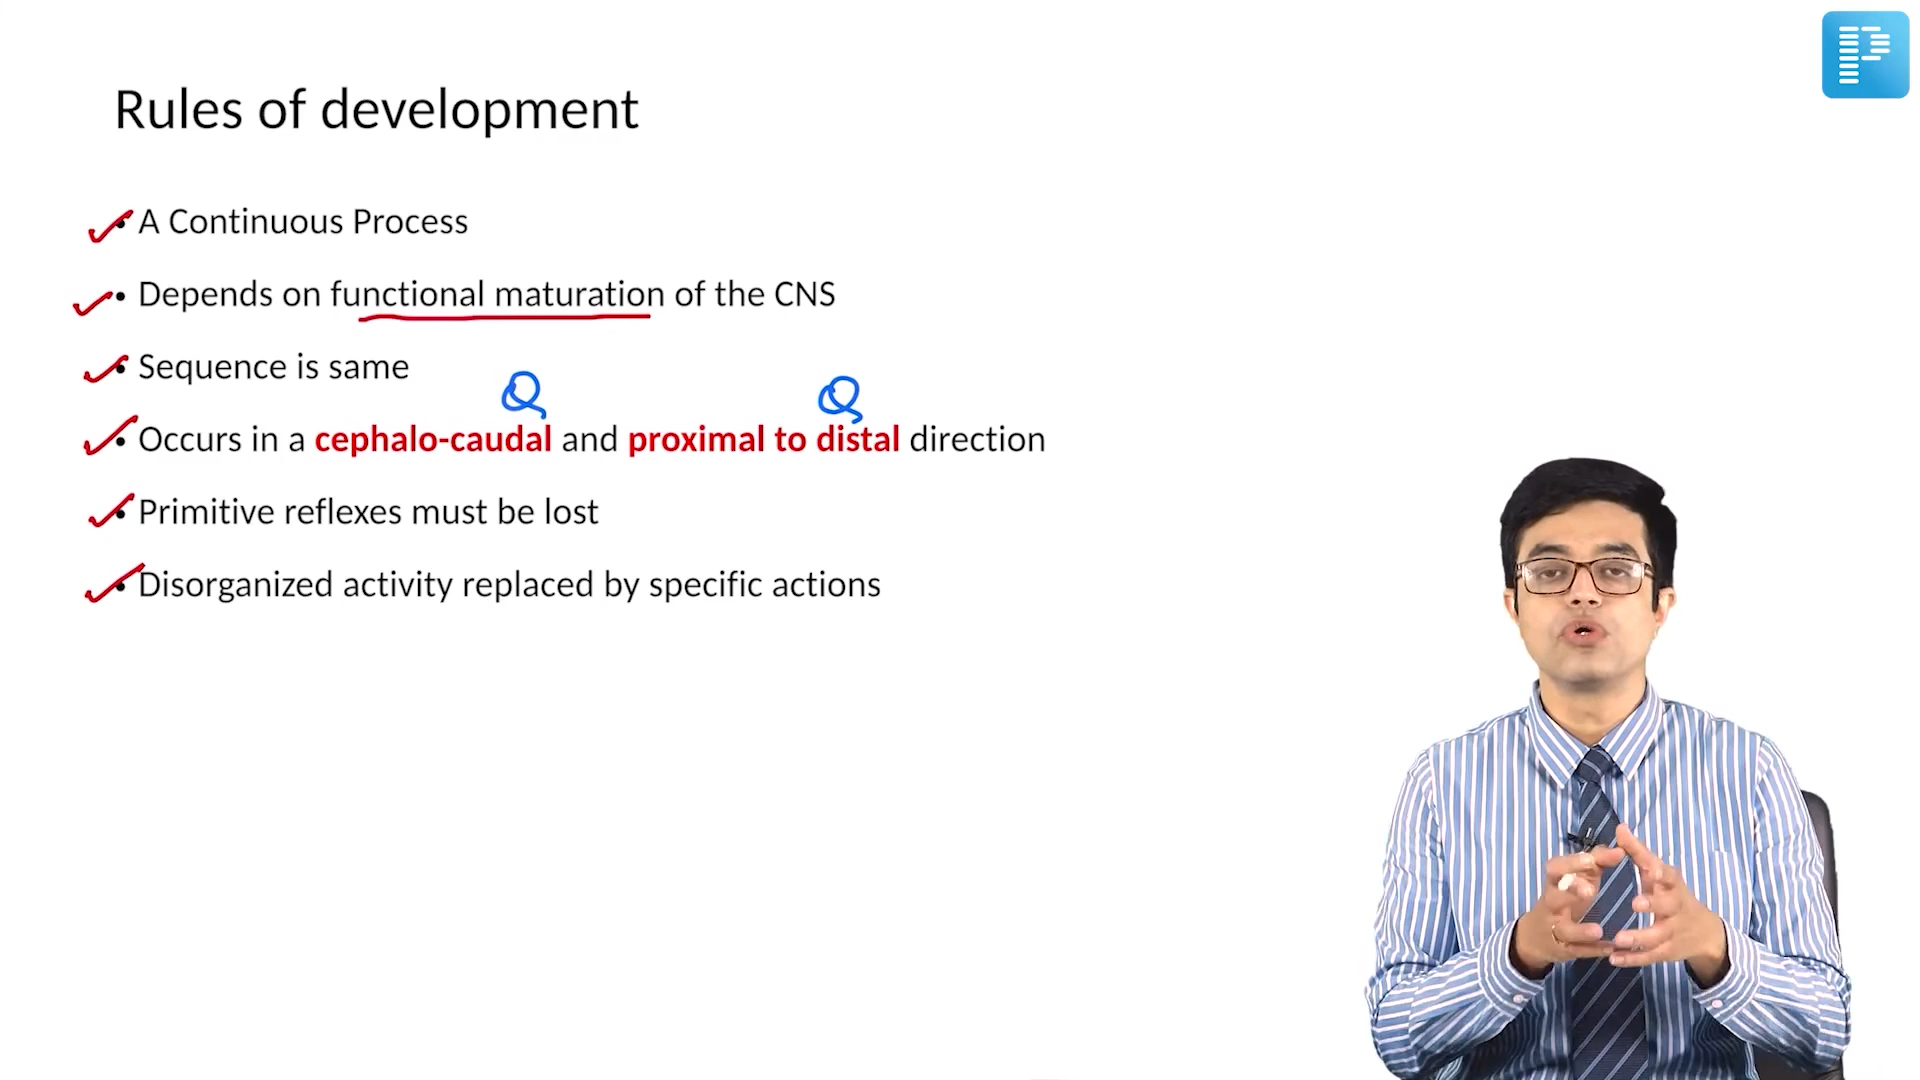 Rules of development
• A Continuous Process
• Depends on functional maturation of the CNS
• Sequence is same
Q Q
• Occurs in a cephalo-caudal and proximal to distal direction
• Primitive reflexes must be lost
• Disorganized activity replaced by specific actions